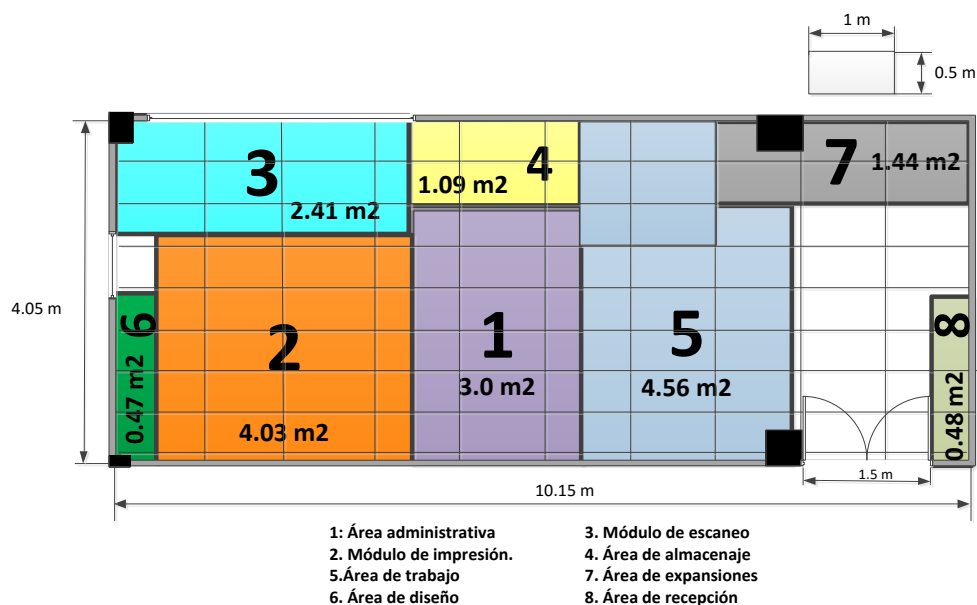 1 m
0.5 m
3
2.41 m2
4
1.09 m2
7
1.44 m2
4.05 m
6
0.47 m2
2
4.03 m2
1
3.0 m2
5
4.56 m2
8
0.48 m2
1.5 m
10.15 m
1: Área administrativa
2. Módulo de impresión.
5.Área de trabajo
6. Área de diseño
3. Módulo de escaneo
4. Área de almacenaje
7. Área de expansiones
8. Área de recepción